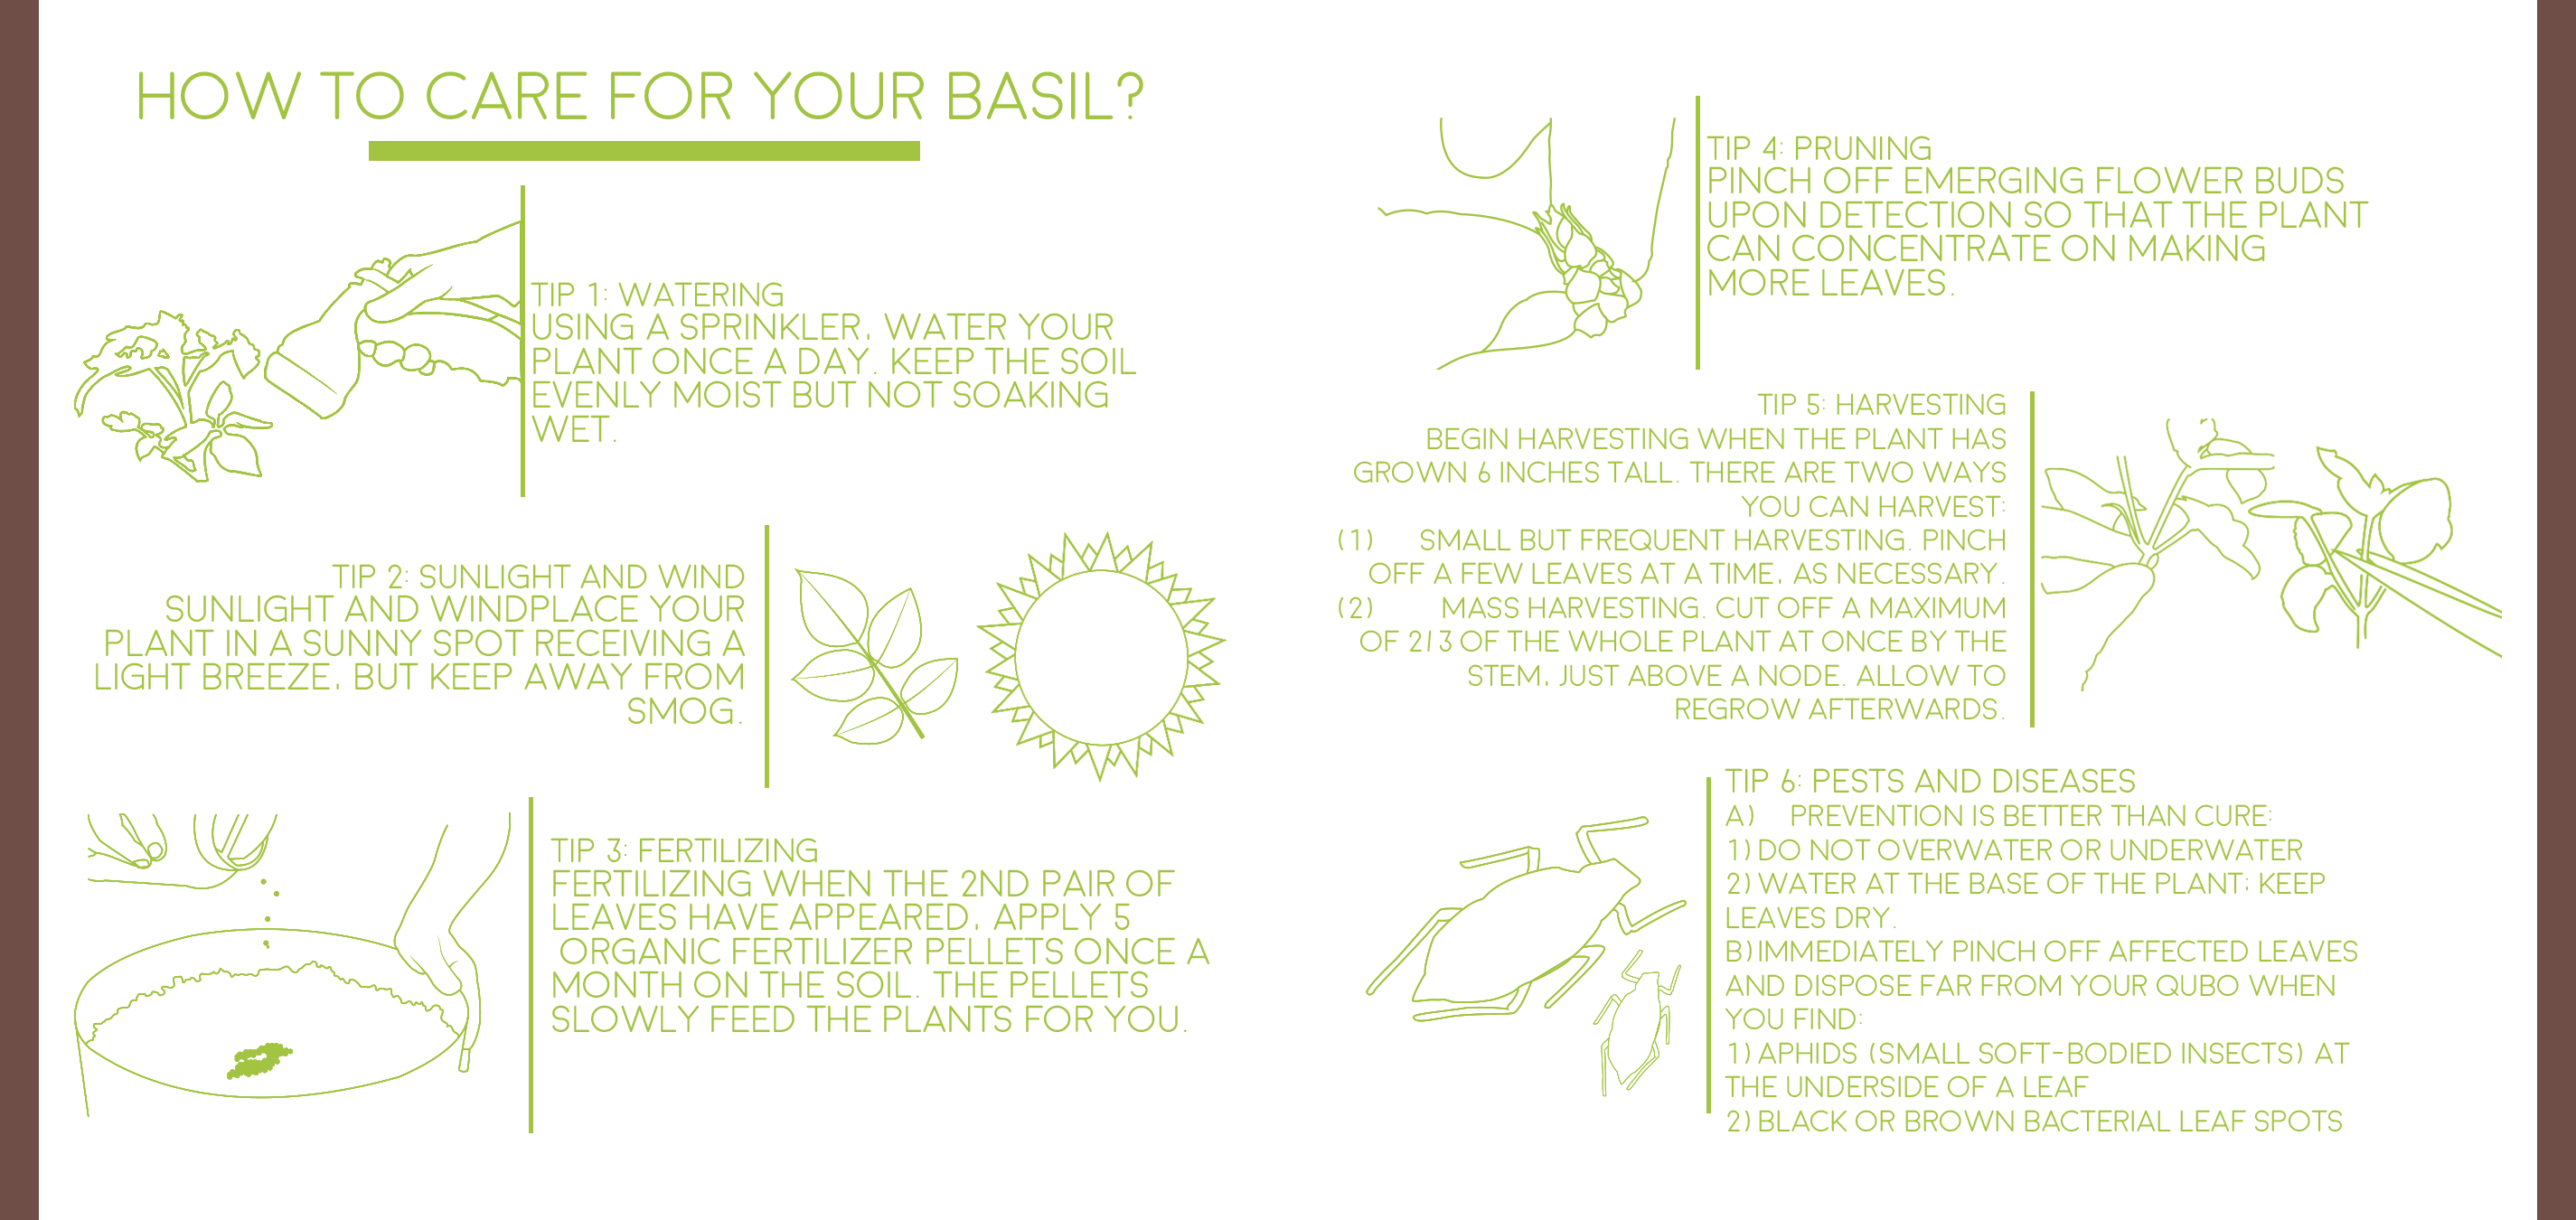 HOW TO CARE FOR YOUR BASIL?
TIP 1: WATERING
USING A SPRINKLER, WATER YOUR
PLANT ONCE A DAY. KEEP THE SOIL
EVENLY MOIST BUT NOT SOAKING
WET.
TIP 2: SUNLIGHT AND WIND
SUNLIGHT AND WINDPLACE YOUR
PLANT IN A SUNNY SPOT RECEIVING A
LIGHT BREEZE, BUT KEEP AWAY FROM
SMOG.
TIP 3: FERTILIZING
FERTILIZING WHEN THE 2ND PAIR OF
LEAVES HAVE APPEARED, APPLY 5
ORGANIC FERTILIZER PELLETS ONCE A
MONTH ON THE SOIL. THE PELLETS
SLOWLY FEED THE PLANTS FOR YOU.
TIP 4: PRUNING
PINCH OFF EMERGING FLOWER BUDS
UPON DETECTION SO THAT THE PLANT
CAN CONCENTRATE ON MAKING
MORE LEAVES.
TIP 5: HARVESTING
BEGIN HARVESTING WHEN THE PLANT HAS
GROWN 6 INCHES TALL. THERE ARE TWO WAYS
YOU CAN HARVEST:
(1) SMALL BUT FREQUENT HARVESTING. PINCH
OFF A FEW LEAVES AT A TIME, AS NECESSARY.
(2) MASS HARVESTING. CUT OFF A MAXIMUM
OF 2/3 OF THE WHOLE PLANT AT ONCE BY THE
STEM, JUST ABOVE A NODE. ALLOW TO
REGROW AFTERWARDS.
TIP 6: PESTS AND DISEASES
A) PREVENTION IS BETTER THAN CURE:
1) DO NOT OVERWATER OR UNDERWATER
2) WATER AT THE BASE OF THE PLANT; KEEP
LEAVES DRY.
B) IMMEDIATELY PINCH OFF AFFECTED LEAVES
AND DISPOSE FAR FROM YOUR QUBO WHEN
YOU FIND:
1) APHIDS (SMALL SOFT-BODIED INSECTS) AT
THE UNDERSIDE OF A LEAF
2) BLACK OR BROWN BACTERIAL LEAF SPOTS